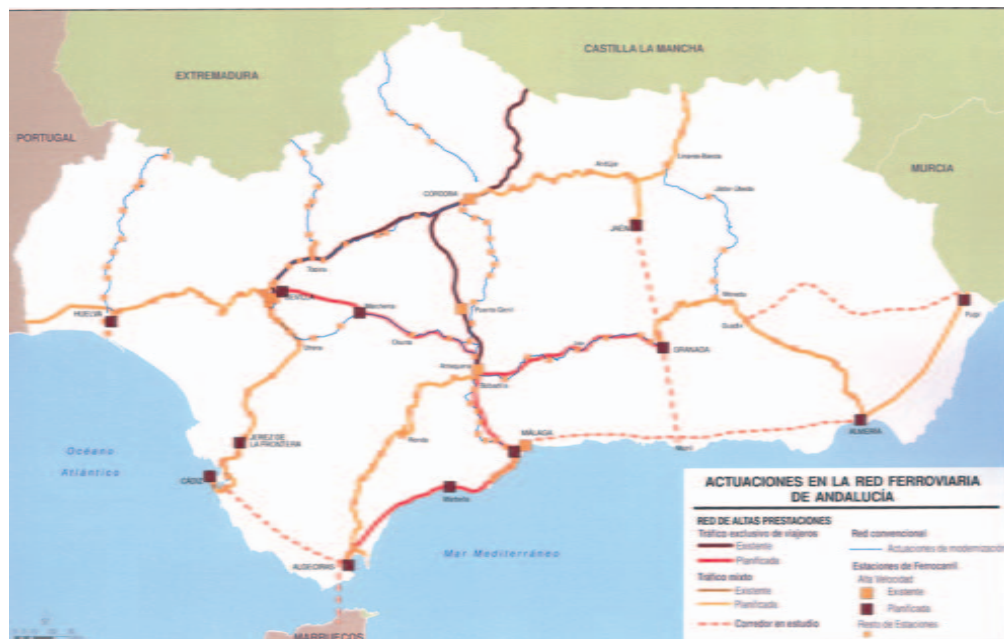 CASTILLA LA MANCHA
EXTREMADURA
PORTUGAL
MURCIA
Andújar
Linares-Baeza
Jódar-Úbeda
CORDOBA
JAÉN
Tocina
SEVILLA
Marchena
Puente Genil
Moreda
HUELVA
Guadix
Pulpí
Utrera
Osuna
GRANADA
Antequera
Bobadilla
Ronda
JEREZ DE
LA FRONTERA
MÁLAGA
Motril
ALMERÍA
Océano
Atlántico
CÁDIZ
Marbella
Mar Mediterráneo
ALGECIRAS
MARRUECOS
ACTUACIONES EN LA RED FERROVIARIA
DE ANDALUCÍA
RED DE ALTAS PRESTACIONES
Tráfico exclusivo de viajeros
Existente
Planificada
Tráfico mixto
Existente
Planificada
Corredor en estudio
Red convencional
Actuaciones de modernización
Estaciones de Ferrocarril
Alta Velocidad
Existente
Planificada
Resto de Estaciones